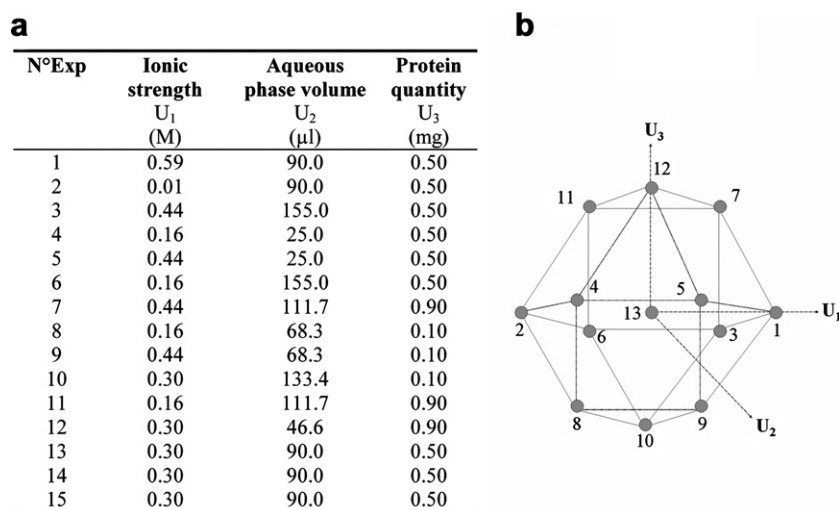 a
N°Exp Ionic strength U₁ (M) Aqueous phase volume U₂ (µl) Protein quantity U₃ (mg)
1 0.59 90.0 0.50
2 0.01 90.0 0.50
3 0.44 155.0 0.50
4 0.16 25.0 0.50
5 0.44 25.0 0.50
6 0.16 155.0 0.50
7 0.44 111.7 0.90
8 0.16 68.3 0.10
9 0.44 68.3 0.10
10 0.30 133.4 0.10
11 0.16 111.7 0.90
12 0.30 46.6 0.90
13 0.30 90.0 0.50
14 0.30 90.0 0.50
15 0.30 90.0 0.50
b
U₃
12
11 7
4 5
13 U₁
2 6 3 1
8 10 9 U₂